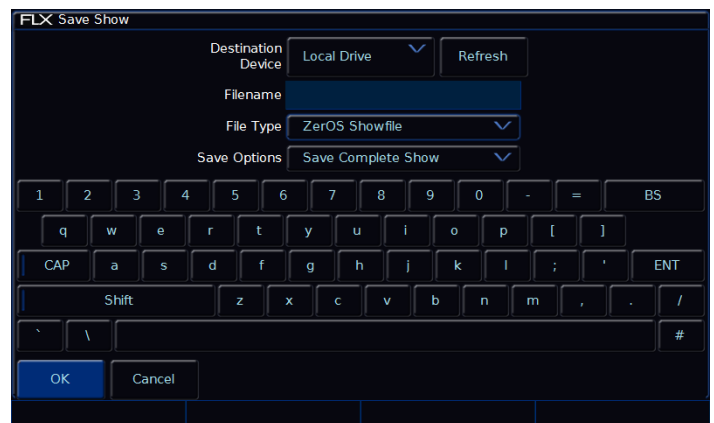 FLX Save Show
Destination
Device
Local Drive
Refresh
Filename
File Type
ZerOS Showfile
Save Options
Save Complete Show
1 2 3 4 5 6 7 8 9 0 - = BS
q w e r t y u i o p [ ]
CAP a s d f g h j k l ; ' ENT
Shift z x c v b n m , . /
` \ #
OK Cancel